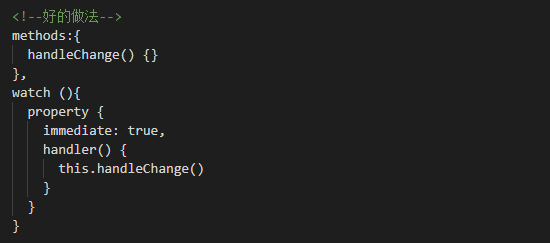 <!--好的做法-->
methods:{
  handleChange() {}
},
watch (){
  property {
    immediate: true,
    handler() {
      this.handleChange()
    }
  }
}